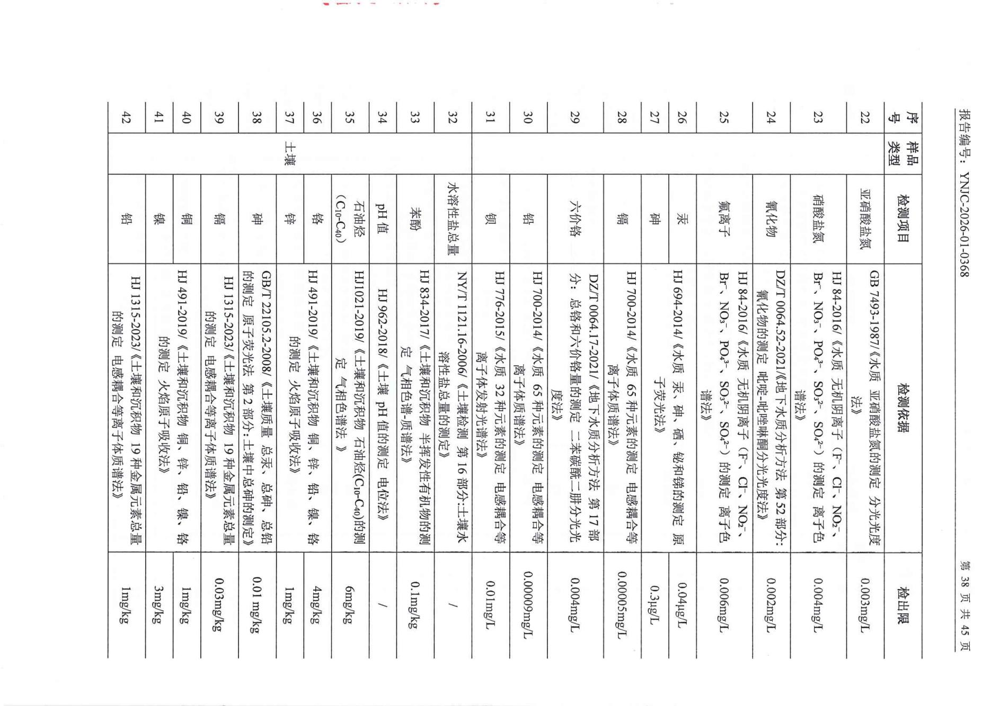 报告编号：YNJC-2026-01-0368
第 38 页 共 45 页
序号 样品类型 检测项目 检测依据 检出限
22 亚硝酸盐氮 GB 7493-1987/《水质 亚硝酸盐氮的测定 分光光度
法》 0.003mg/L
23 硝酸盐氮 HJ 84-2016/《水质 无机阴离子（F⁻、Cl⁻、NO₂⁻、
Br⁻、NO₃⁻、PO₄³⁻、SO₃²⁻、SO₄²⁻）的测定 离子色
谱法》 0.004mg/L
24 氰化物 DZ/T 0064.52-2021/《地下水质分析方法 第 52 部分:
氰化物的测定 吡啶-吡唑啉酮分光光度法》 0.002mg/L
25 氟离子 HJ 84-2016/《水质 无机阴离子（F⁻、Cl⁻、NO₂⁻、
Br⁻、NO₃⁻、PO₄³⁻、SO₃²⁻、SO₄²⁻）的测定 离子色
谱法》 0.006mg/L
26 汞 HJ 694-2014/《水质 汞、砷、硒、铋和锑的测定 原
子荧光法》 0.04μg/L
27 砷 0.3μg/L
28 镉 HJ 700-2014/《水质 65 种元素的测定 电感耦合等
离子体质谱法》 0.00005mg/L
29 六价铬 DZ/T 0064.17-2021/《地下水质分析方法 第 17 部
分：总铬和六价铬量的测定 二苯碳酰二肼分光光
度法》 0.004mg/L
30 铅 HJ 700-2014/《水质 65 种元素的测定 电感耦合等
离子体质谱法》 0.00009mg/L
31 钡 HJ 776-2015/《水质 32 种元素的测定 电感耦合等
离子体发射光谱法》 0.01mg/L
土壤
32 水溶性盐总量 NY/T 1121.16-2006/《土壤检测 第 16 部分:土壤水
溶性盐总量的测定》 /
33 苯酚 HJ 834-2017/《土壤和沉积物 半挥发性有机物的测
定 气相色谱-质谱法》 0.1mg/kg
34 pH 值 HJ 962-2018/《土壤 pH 值的测定 电位法》 /
35 石油烃
（C₁₀-C₄₀） HJ1021-2019/《土壤和沉积物 石油烃(C₁₀-C₄₀)的测
定 气相色谱法 》 6mg/kg
36 铬 HJ 491-2019/《土壤和沉积物 铜、锌、铅、镍、铬
的测定 火焰原子吸收法》 4mg/kg
37 锌 1mg/kg
38 砷 GB/T 22105.2-2008/《土壤质量 总汞、总砷、总铅
的测定 原子荧光法 第 2 部分:土壤中总砷的测定》 0.01 mg/kg
39 镉 HJ 1315-2023/《土壤和沉积物 19 种金属元素总量
的测定 电感耦合等离子体质谱法》 0.03mg/kg
40 铜 HJ 491-2019/《土壤和沉积物 铜、锌、铅、镍、铬
的测定 火焰原子吸收法》 1mg/kg
41 镍 3mg/kg
42 铅 HJ 1315-2023/《土壤和沉积物 19 种金属元素总量
的测定 电感耦合等离子体质谱法》 1mg/kg